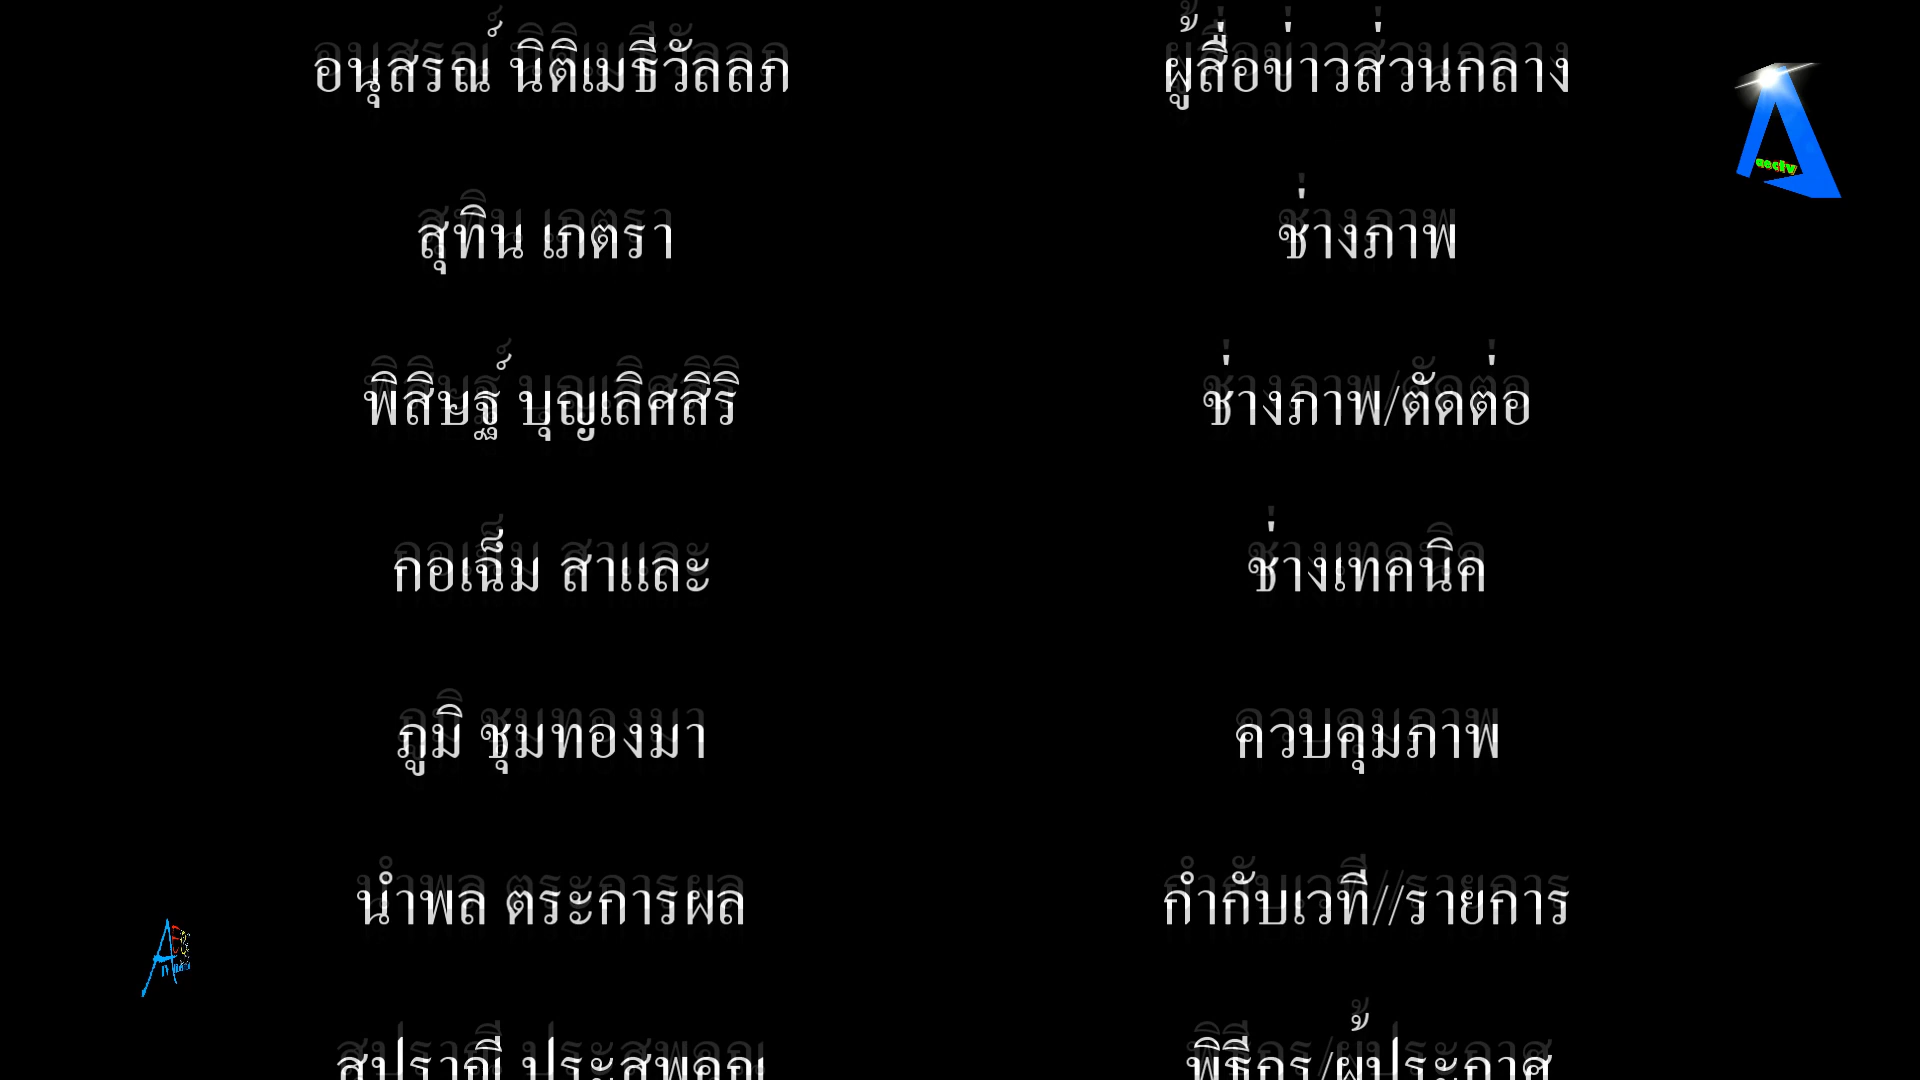 อนุสรณ์ นิติเมธีวัลลภ ผู้สื่อข่าวส่วนกลาง
aectv
สุทิน เภตรา ช่างภาพ
พิสิษฐ์ บุญเลิศสิริ ช่างภาพ/ตัดต่อ
กอเฉ็ม สาและ ช่างเทคนิค
ภูมิ ชุมทองมา ควบคุมภาพ
นำพล ตระการผล กำกับเวที//รายการ
พิธีกร/ผู้ประกาศ